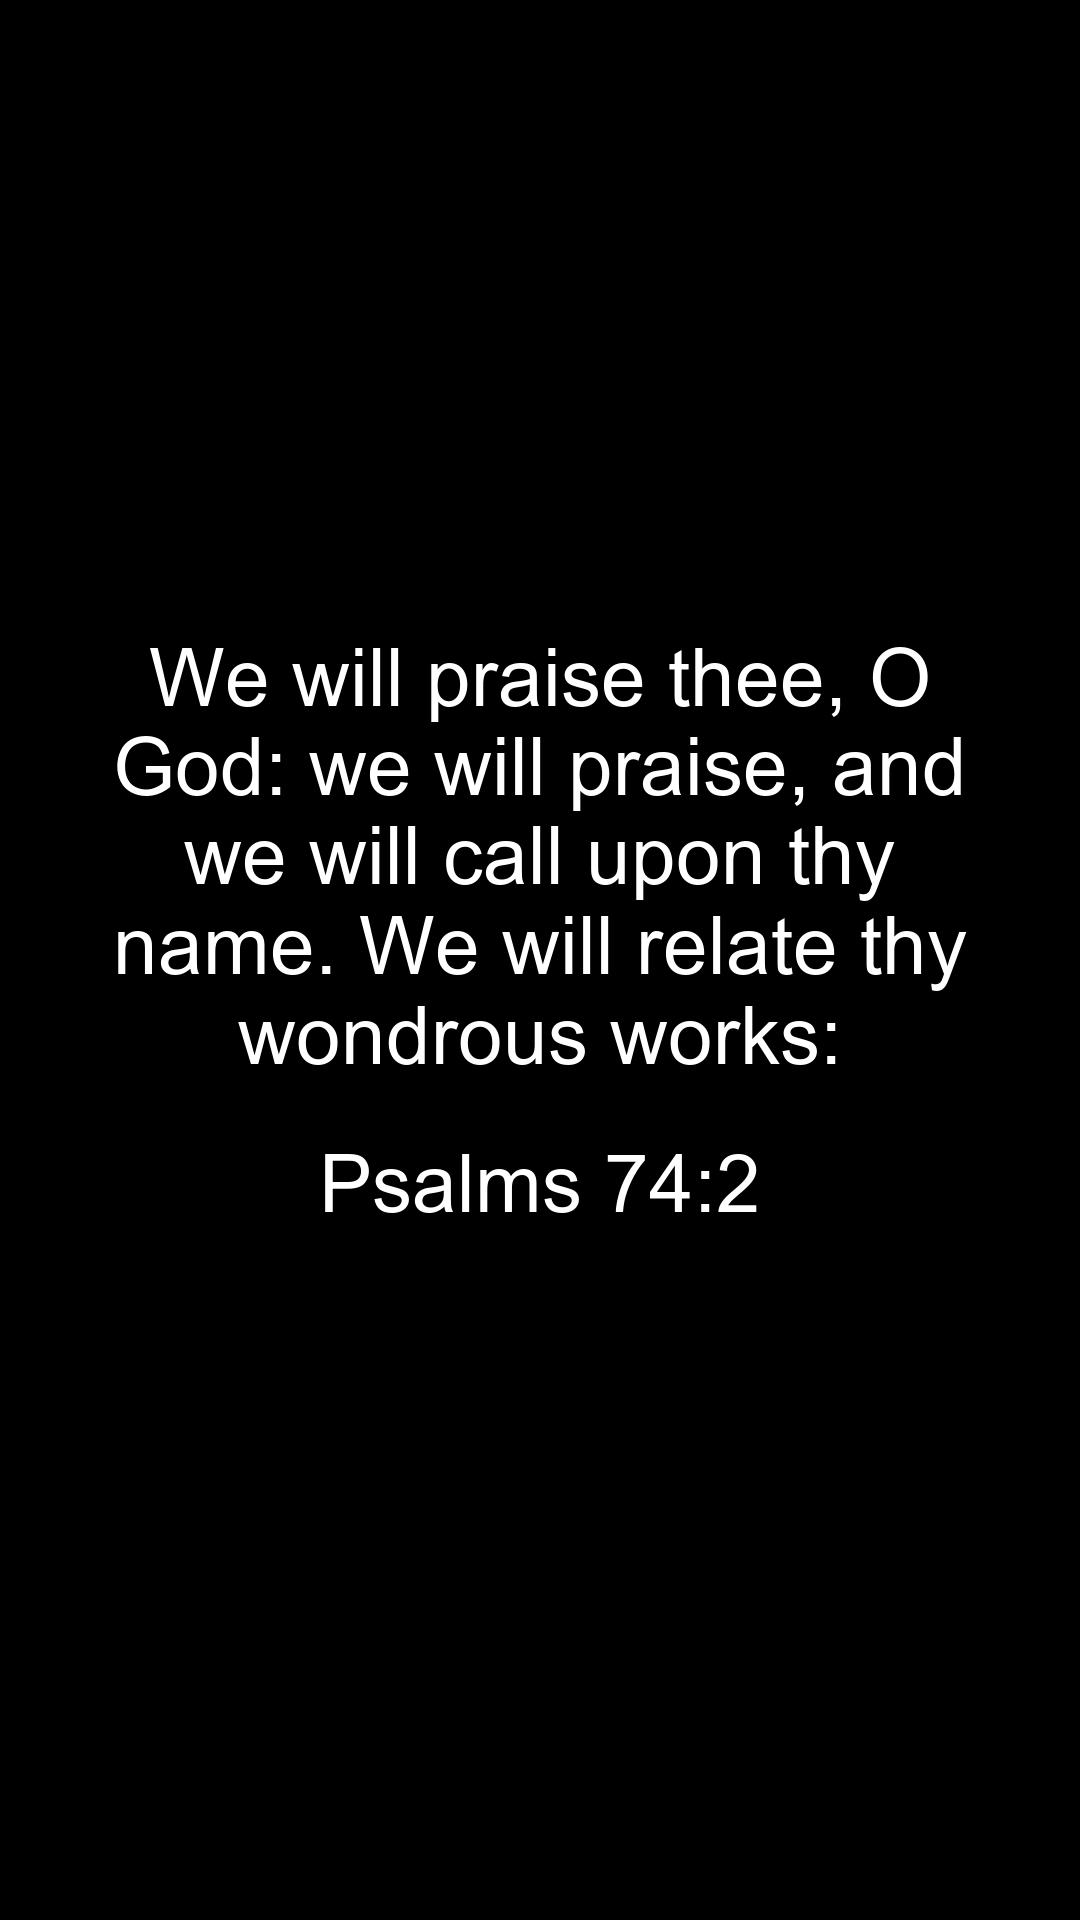 We will praise thee, O
God: we will praise, and
we will call upon thy
name. We will relate thy
wondrous works:
Psalms 74:2